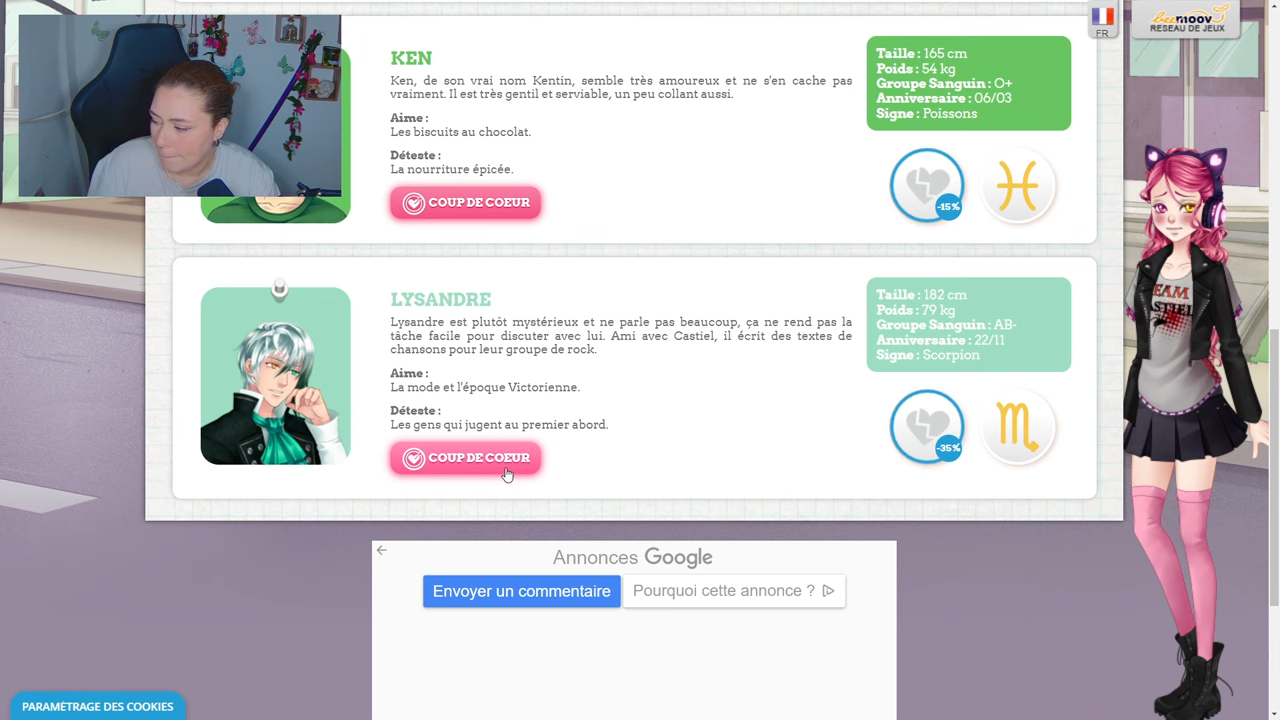 FR
beemoov
RESEAU DE JEUX
KEN
Ken, de son vrai nom Kentin, semble très amoureux et ne s'en cache pas
vraiment. Il est très gentil et serviable, un peu collant aussi.
Aime :
Les biscuits au chocolat.
Déteste :
La nourriture épicée.
COUP DE COEUR
Taille : 165 cm
Poids : 54 kg
Groupe Sanguin : O+
Anniversaire : 06/03
Signe : Poissons
-15%
LYSANDRE
Lysandre est plutôt mystérieux et ne parle pas beaucoup, ça ne rend pas la
tâche facile pour discuter avec lui. Ami avec Castiel, il écrit des textes de
chansons pour leur groupe de rock.
Aime :
La mode et l'époque Victorienne.
Déteste :
Les gens qui jugent au premier abord.
COUP DE COEUR
Taille : 182 cm
Poids : 79 kg
Groupe Sanguin : AB-
Anniversaire : 22/11
Signe : Scorpion
-35%
TEAM
CASTIEL
Annonces Google
Envoyer un commentaire
Pourquoi cette annonce ?
PARAMÉTRAGE DES COOKIES